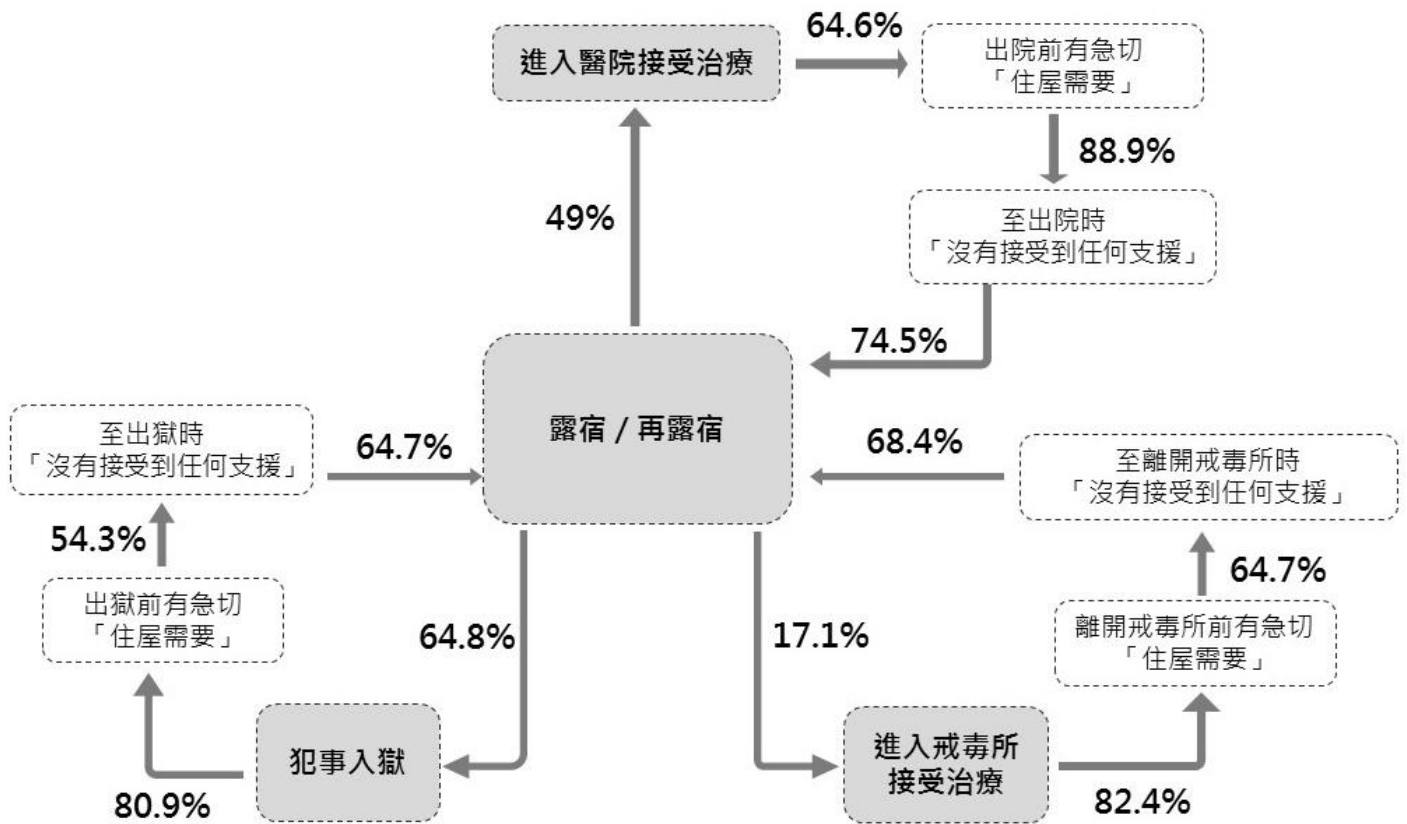 64.6%
進入醫院接受治療
出院前有急切
「住屋需要」
88.9%
49%
至出院時
「沒有接受到任何支援」
74.5%
露宿 / 再露宿
至出獄時
「沒有接受到任何支援」
64.7%
68.4%
至離開戒毒所時
「沒有接受到任何支援」
54.3%
64.7%
出獄前有急切
「住屋需要」
64.8%
17.1%
離開戒毒所前有急切
「住屋需要」
犯事入獄
進入戒毒所
接受治療
80.9%
82.4%